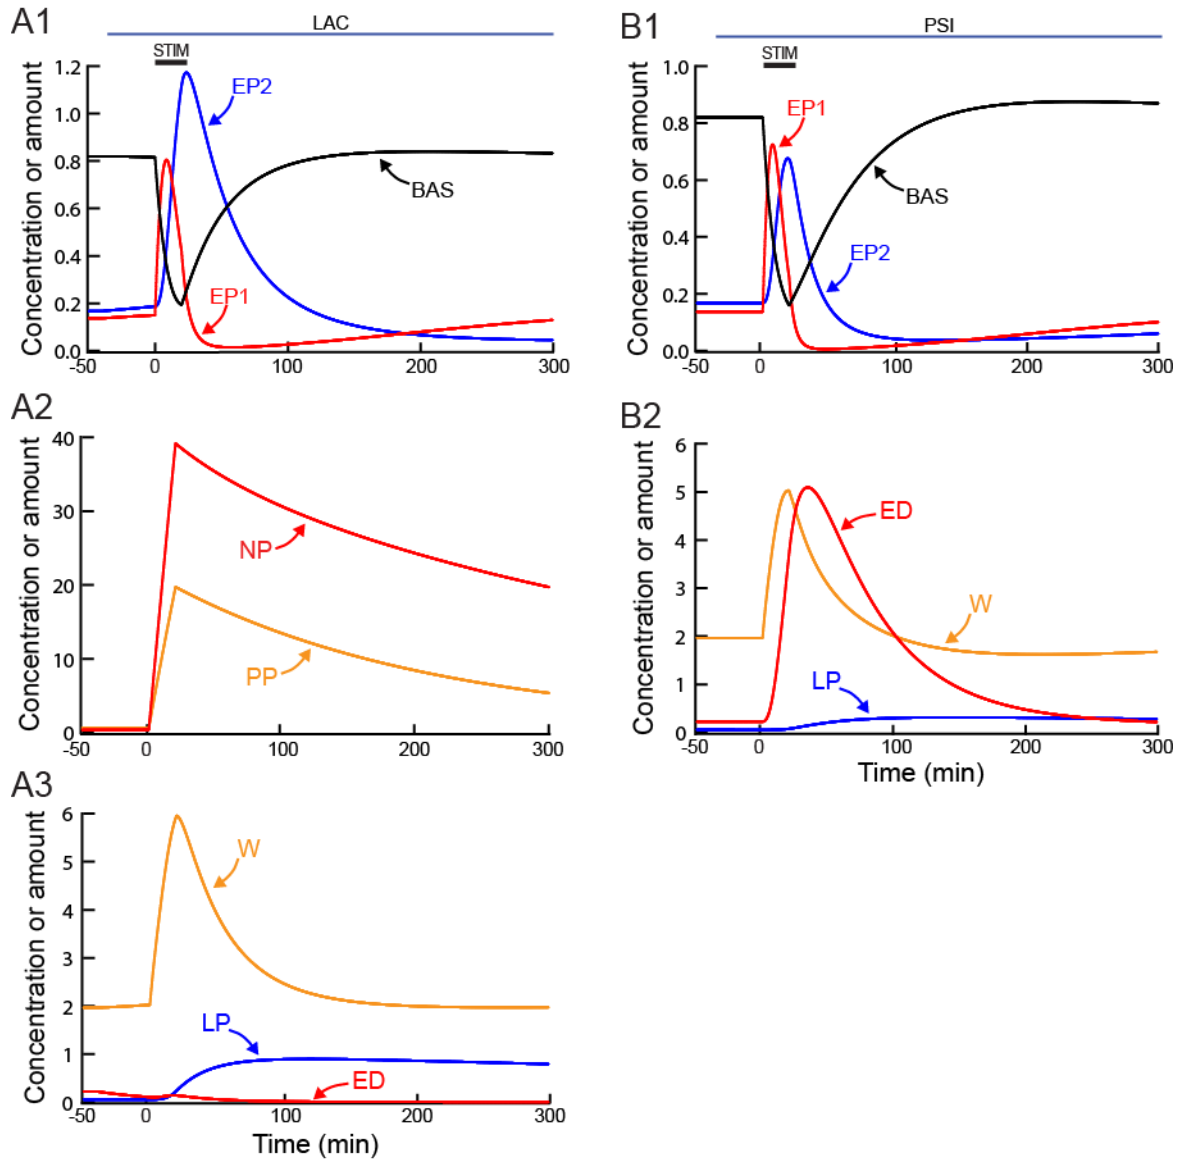 A1
LAC
STIM
Concentration or amount
1.2
1.0
0.8
0.6
0.4
0.2
0.0
EP2
BAS
EP1
-50
0
100
200
300
B1
PSI
STIM
Concentration or amount
1.0
0.8
0.6
0.4
0.2
0.0
EP1
BAS
EP2
-50
0
100
200
300
A2
Concentration or amount
40
30
20
10
0
NP
PP
-50
0
100
200
300
B2
Concentration or amount
6
5
4
3
2
1
0
ED
W
LP
-50
0
100
200
300
Time (min)
A3
Concentration or amount
6
5
4
3
2
1
0
W
LP
ED
-50
0
100
200
300
Time (min)